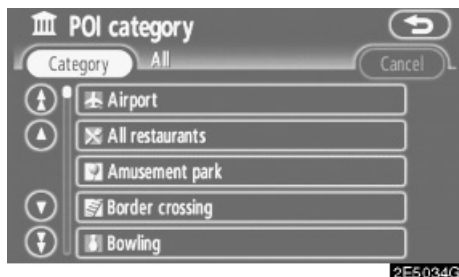 POI category
Category All Cancel
Airport
All restaurants
Amusement park
Border crossing
Bowling
2E5034G